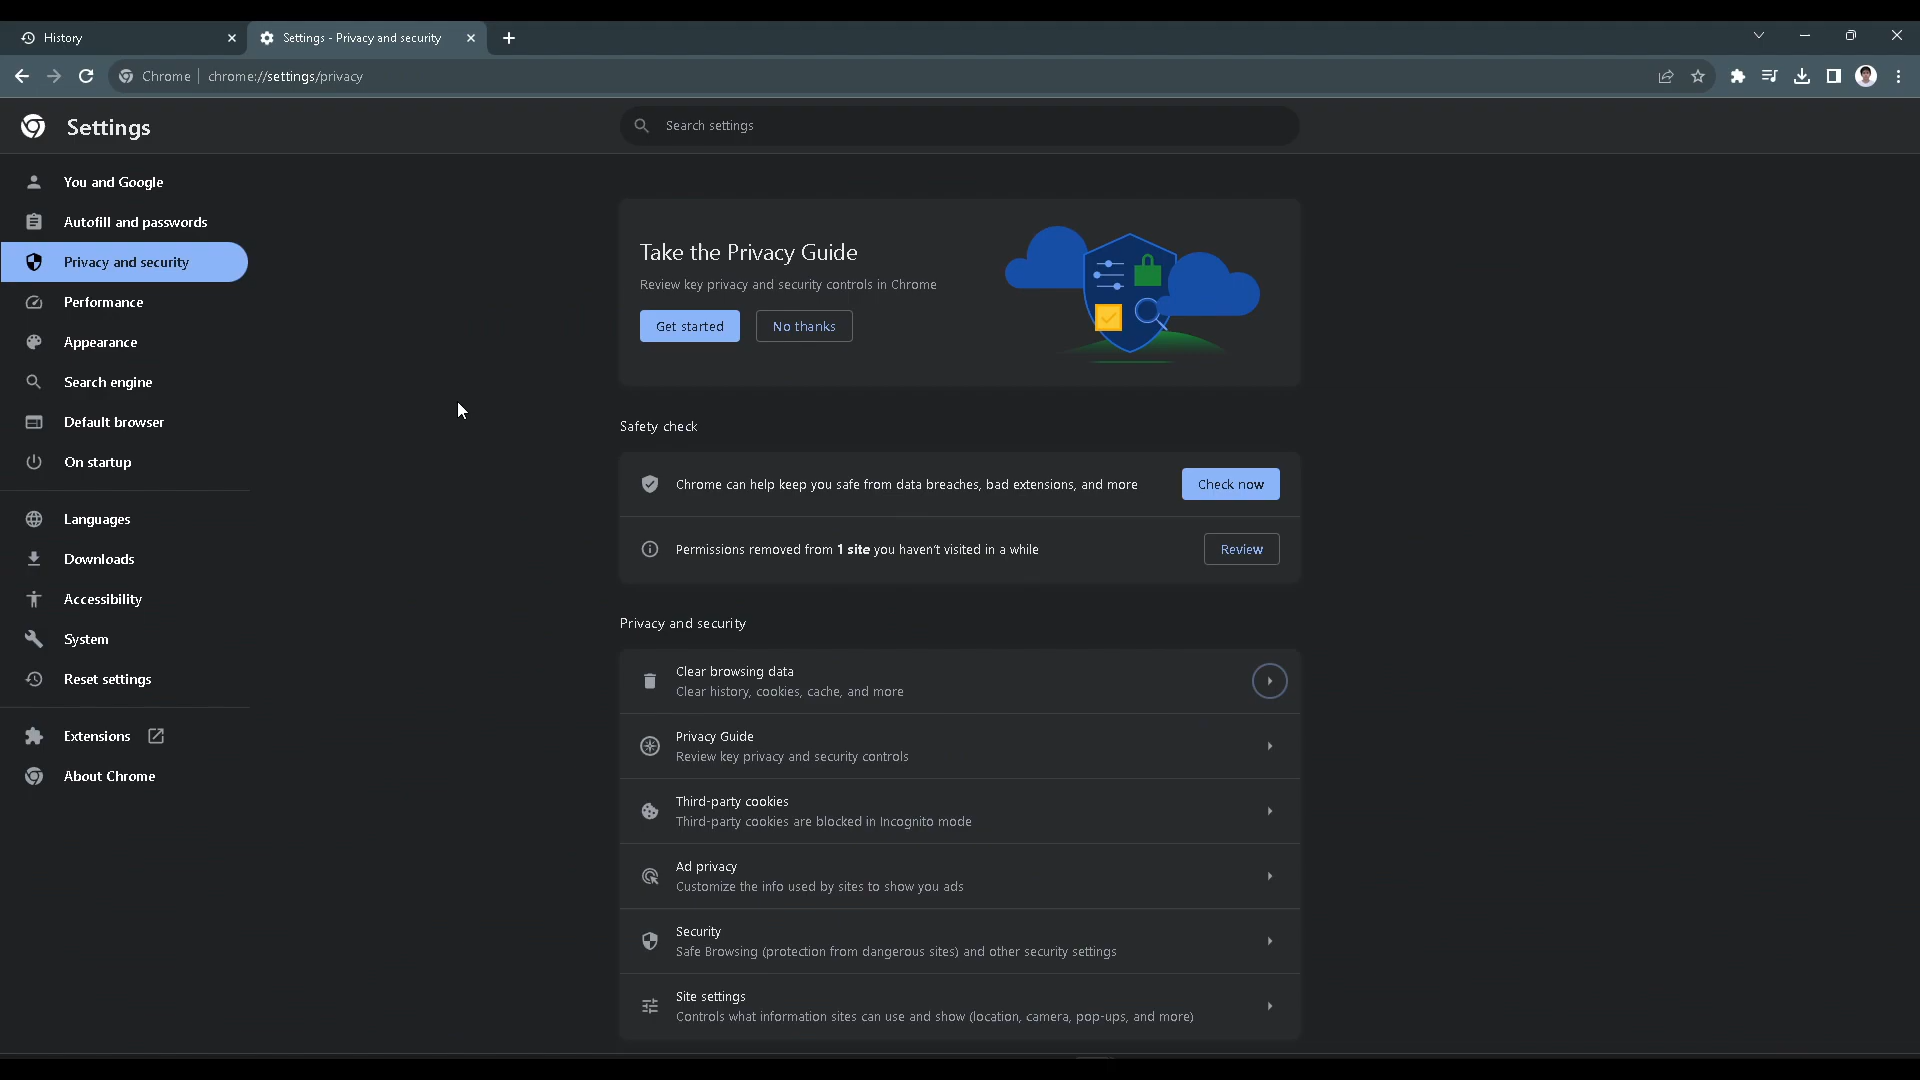 History
Settings - Privacy and security
Chrome
chrome://settings/privacy
Settings
Search settings
You and Google
Autofill and passwords
Privacy and security
Performance
Appearance
Search engine
Default browser
On startup
Languages
Downloads
Accessibility
System
Reset settings
Extensions
About Chrome
Take the Privacy Guide
Review key privacy and security controls in Chrome
Get started
No thanks
Safety check
Chrome can help keep you safe from data breaches, bad extensions, and more
Check now
Permissions removed from 1 site you haven't visited in a while
Review
Privacy and security
Clear browsing data
Clear history, cookies, cache, and more
Privacy Guide
Review key privacy and security controls
Third-party cookies
Third-party cookies are blocked in Incognito mode
Ad privacy
Customize the info used by sites to show you ads
Security
Safe Browsing (protection from dangerous sites) and other security settings
Site settings
Controls what information sites can use and show (location, camera, pop-ups, and more)